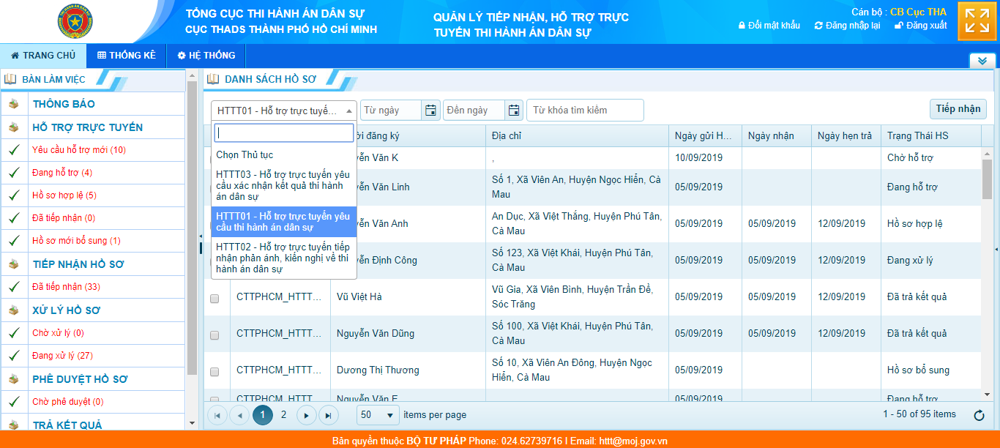 TỔNG CỤC THI HÀNH ÁN DÂN SỰ
CỤC THADS THÀNH PHỐ HỒ CHÍ MINH
QUẢN LÝ TIẾP NHẬN, HỖ TRỢ TRỰC
TUYẾN THI HÀNH ÁN DÂN SỰ
Cán bộ : CB Cục THA
Đổi mật khẩu Đăng nhập lại Đăng xuất
TRANG CHỦ THỐNG KÊ HỆ THỐNG
BÀN LÀM VIỆC
THÔNG BÁO
HỖ TRỢ TRỰC TUYẾN
Yêu cầu hỗ trợ mới (10)
Đang hỗ trợ (4)
Hồ sơ hợp lệ (5)
Đã tiếp nhận (0)
Hồ sơ mới bổ sung (1)
TIẾP NHẬN HỒ SƠ
Đã tiếp nhận (33)
XỬ LÝ HỒ SƠ
Chờ xử lý (0)
Đang xử lý (27)
PHÊ DUYỆT HỒ SƠ
Chờ phê duyệt (0)
TRẢ KẾT QUẢ
DANH SÁCH HỒ SƠ
HTTT01 - Hỗ trợ trực tuyế... Từ ngày Đến ngày Từ khóa tìm kiếm Tiếp nhận
Chọn Thủ tục
HTTT03 - Hỗ trợ trực tuyến yêu
cầu xác nhận kết quả thi hành
án dân sự
HTTT01 - Hỗ trợ trực tuyến yêu
cầu thi hành án dân sự
HTTT02 - Hỗ trợ trực tuyến tiếp
nhận phản ánh, kiến nghị về thi
hành án dân sự
ời đăng ký Địa chỉ Ngày gửi H... Ngày nhận Ngày hẹn trả Trạng Thái HS
yễn Văn K , 10/09/2019 Chờ hỗ trợ
yễn Văn Linh Số 1, Xã Viên An, Huyện Ngọc Hiển, Cà
Mau 05/09/2019 Đang hỗ trợ
yễn Văn Anh An Dục, Xã Việt Thắng, Huyện Phú Tân,
Cà Mau 05/09/2019 05/09/2019 12/09/2019 Hồ sơ hợp lệ
yễn Định Công Số 123, Xã Việt Khái, Huyện Phú Tân,
Cà Mau 05/09/2019 05/09/2019 12/09/2019 Đang xử lý
CTTPHCM_HTTT... Vũ Việt Hà Vũ Gia, Xã Viên Bình, Huyện Trần Đề,
Sóc Trăng 05/09/2019 05/09/2019 12/09/2019 Đã trả kết quả
CTTPHCM_HTTT... Nguyễn Văn Dũng Số 100, Xã Việt Khái, Huyện Phú Tân,
Cà Mau 05/09/2019 05/09/2019 12/09/2019 Đã trả kết quả
CTTPHCM_HTTT... Dương Thị Thương Số 10, Xã Viên An Đông, Huyện Ngọc
Hiển, Cà Mau 05/09/2019 Hồ sơ bổ sung
CTTPHCM_HTTT... Nguyễn Văn E 05/09/2019 Đang hỗ trợ
1 2 50 items per page 1 - 50 of 95 items
Bản quyền thuộc BỘ TƯ PHÁP Phone: 024.62739716 | Email: httt@moj.gov.vn